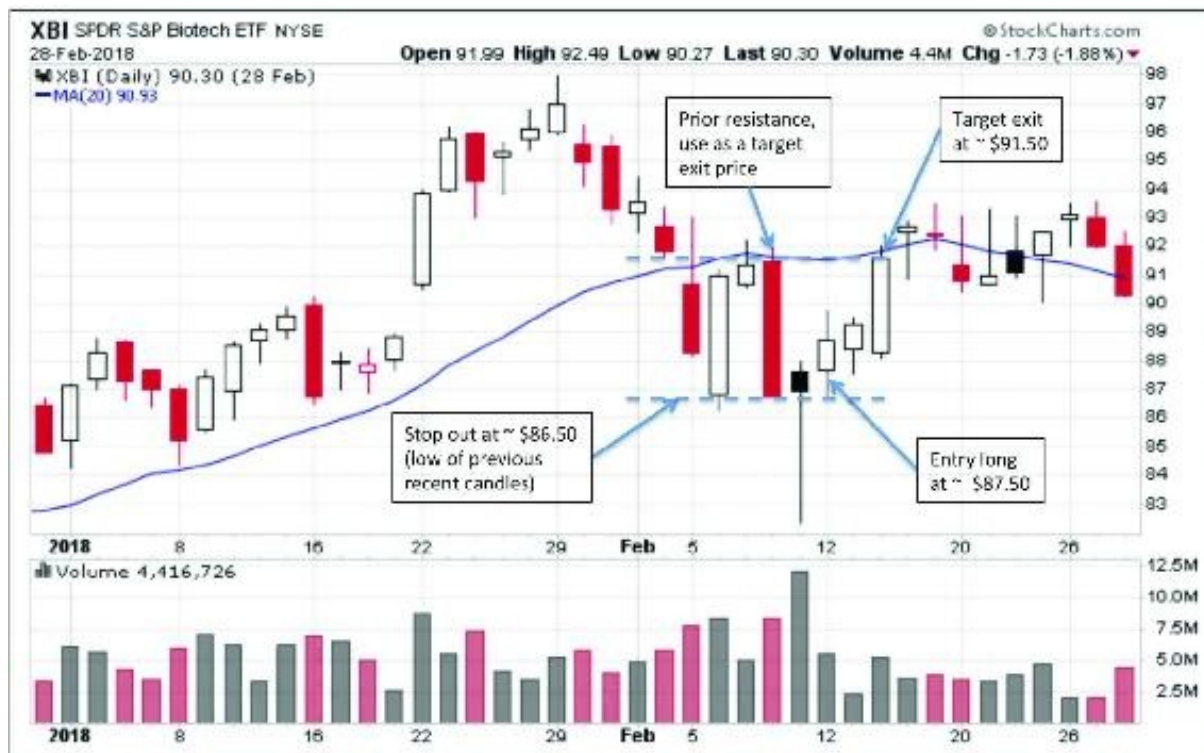 XBI SPDR S&P Biotech ETF NYSE
© StockCharts.com
28-Feb-2018
Open 91.99 High 92.49 Low 90.27 Last 90.30 Volume 4.4M Chg -1.73 (-1.88%)
XBI (Daily) 90.30 (28 Feb)
MA(20) 90.93
98
97
96
95
94
93
92
91
90
89
88
87
86
85
84
83
Prior resistance,
use as a target
exit price
Target exit
at ~ $91.50
Stop out at ~ $86.50
(low of previous
recent candles)
Entry long
at ~ $87.50
2018 8 16 22 29 Feb 5 12 20 26
Volume 4,416,726
12.5M
10.0M
7.5M
5.0M
2.5M
2018 8 16 22 29 Feb 5 12 20 26